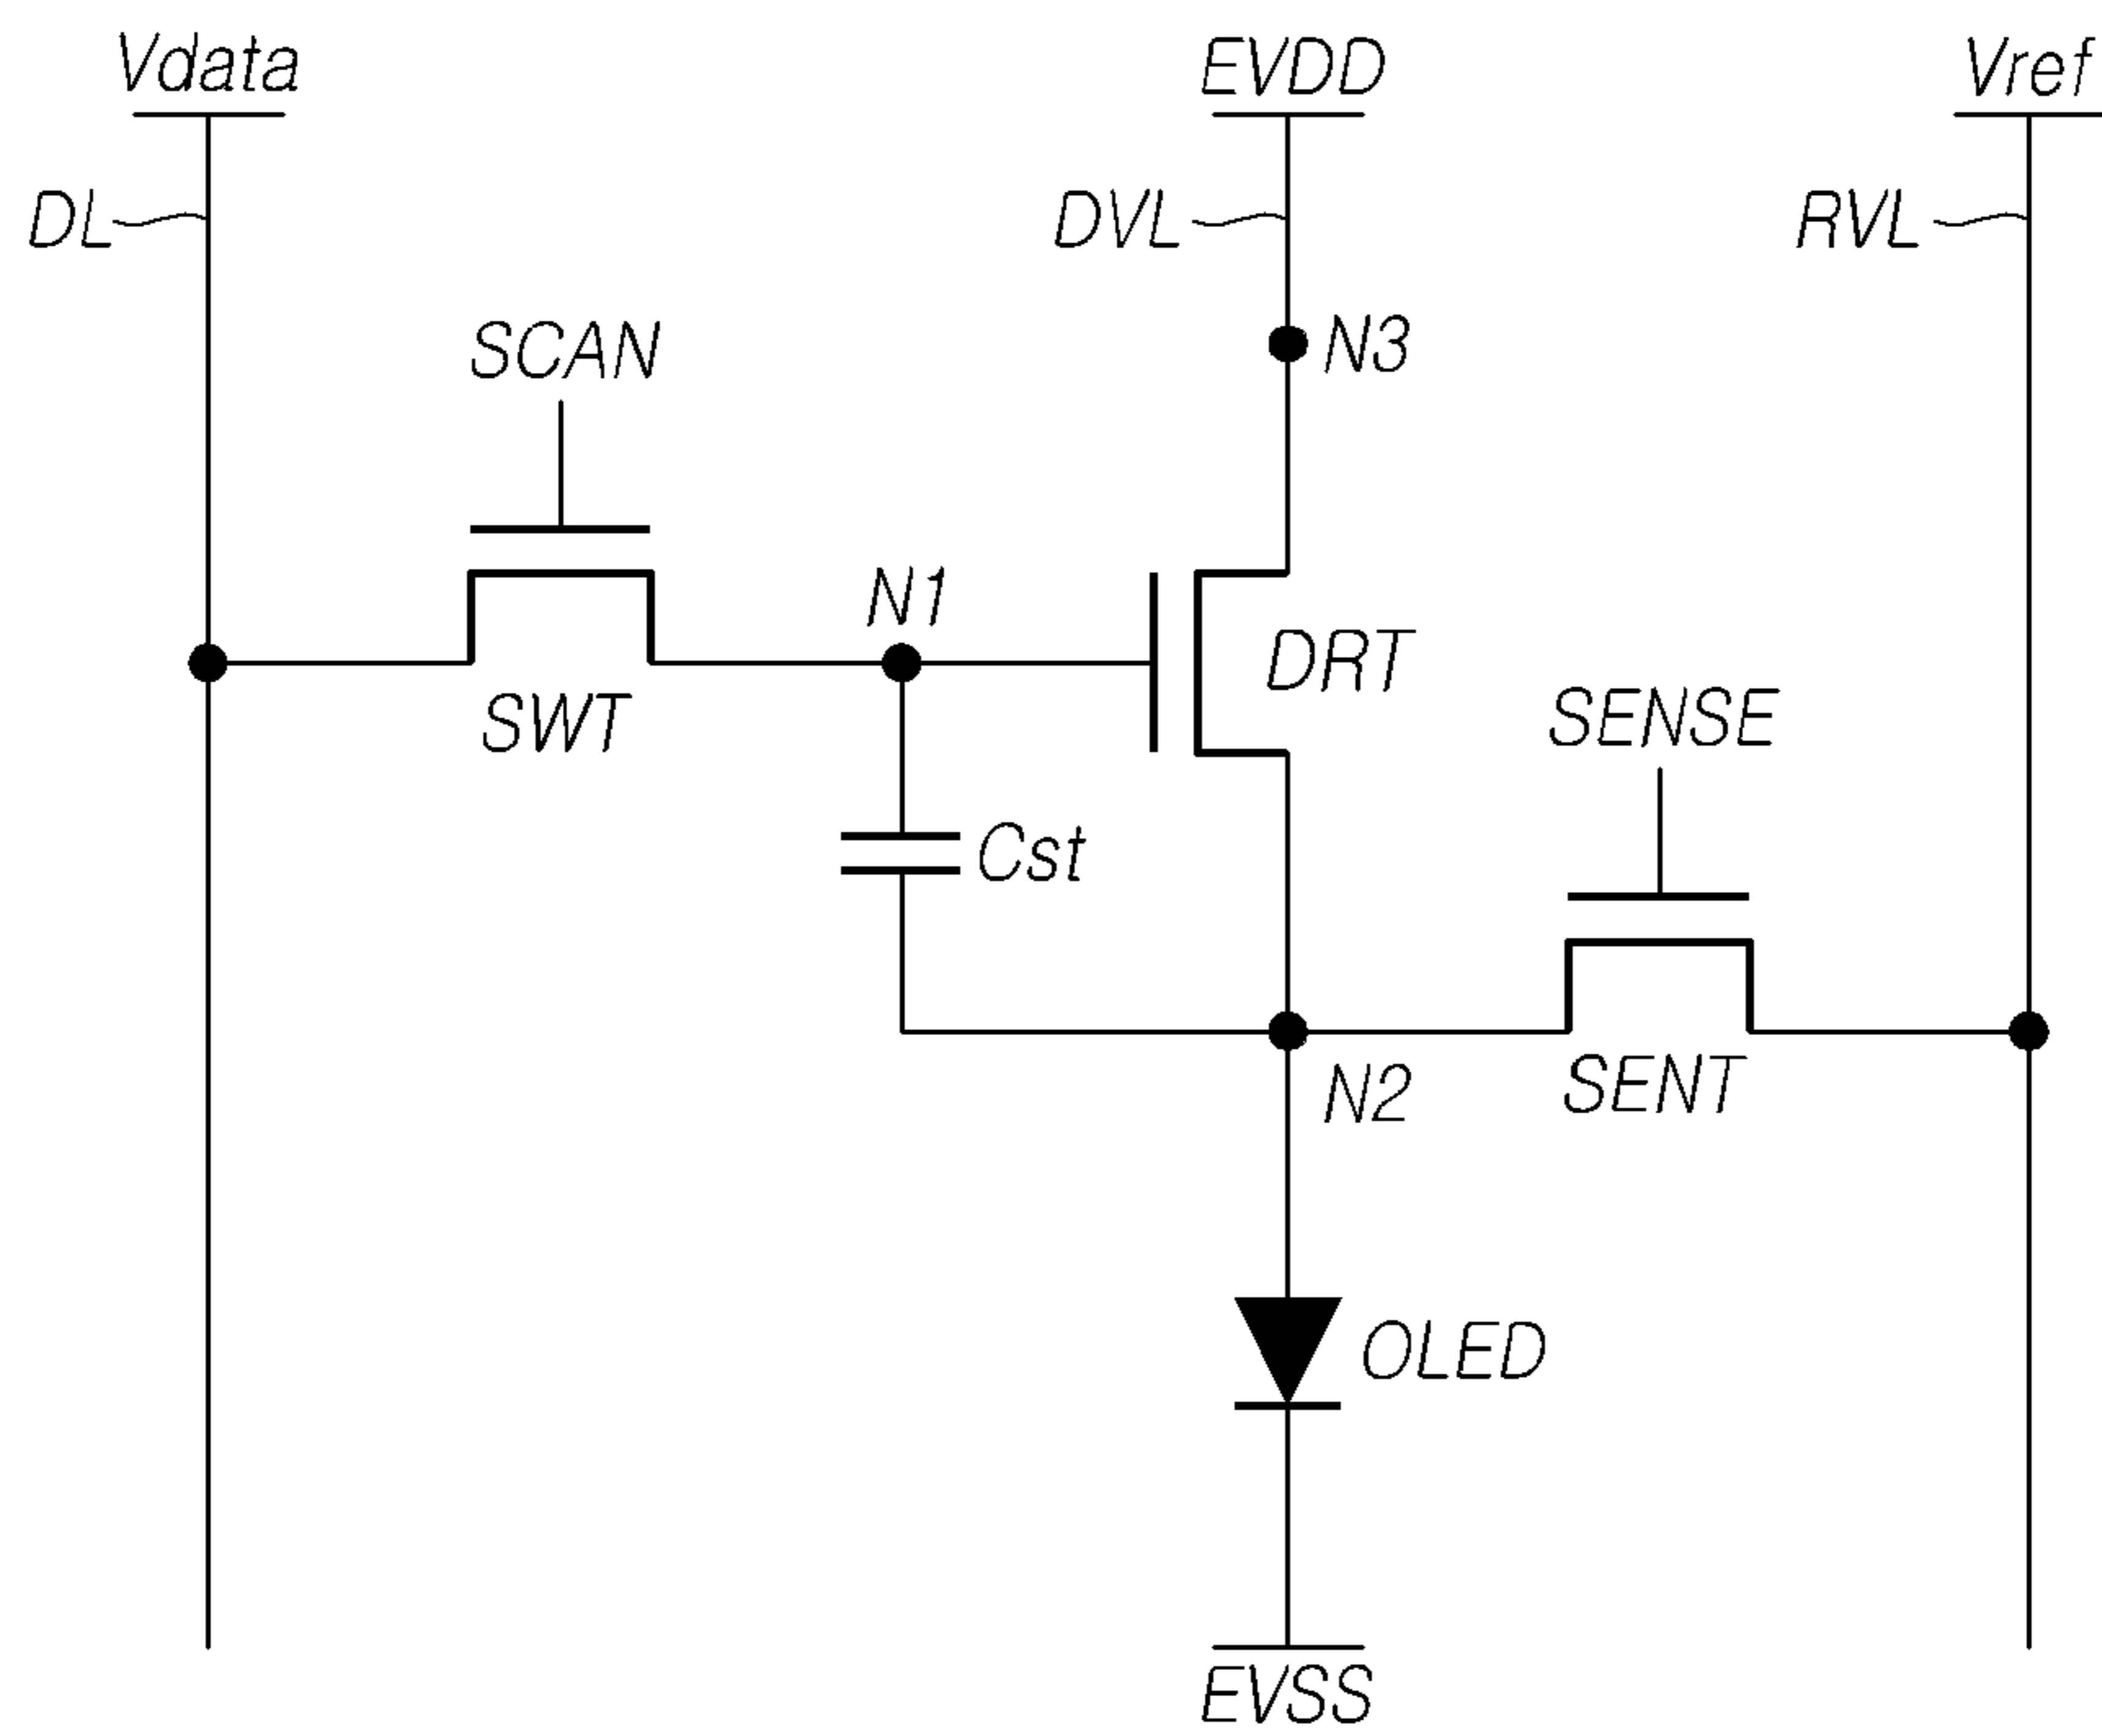 Vdata
EVDD
Vref
DL
DVL
RVL
SCAN
N3
N1
DRT
SWT
SENSE
Cst
N2
SENT
OLED
EVSS